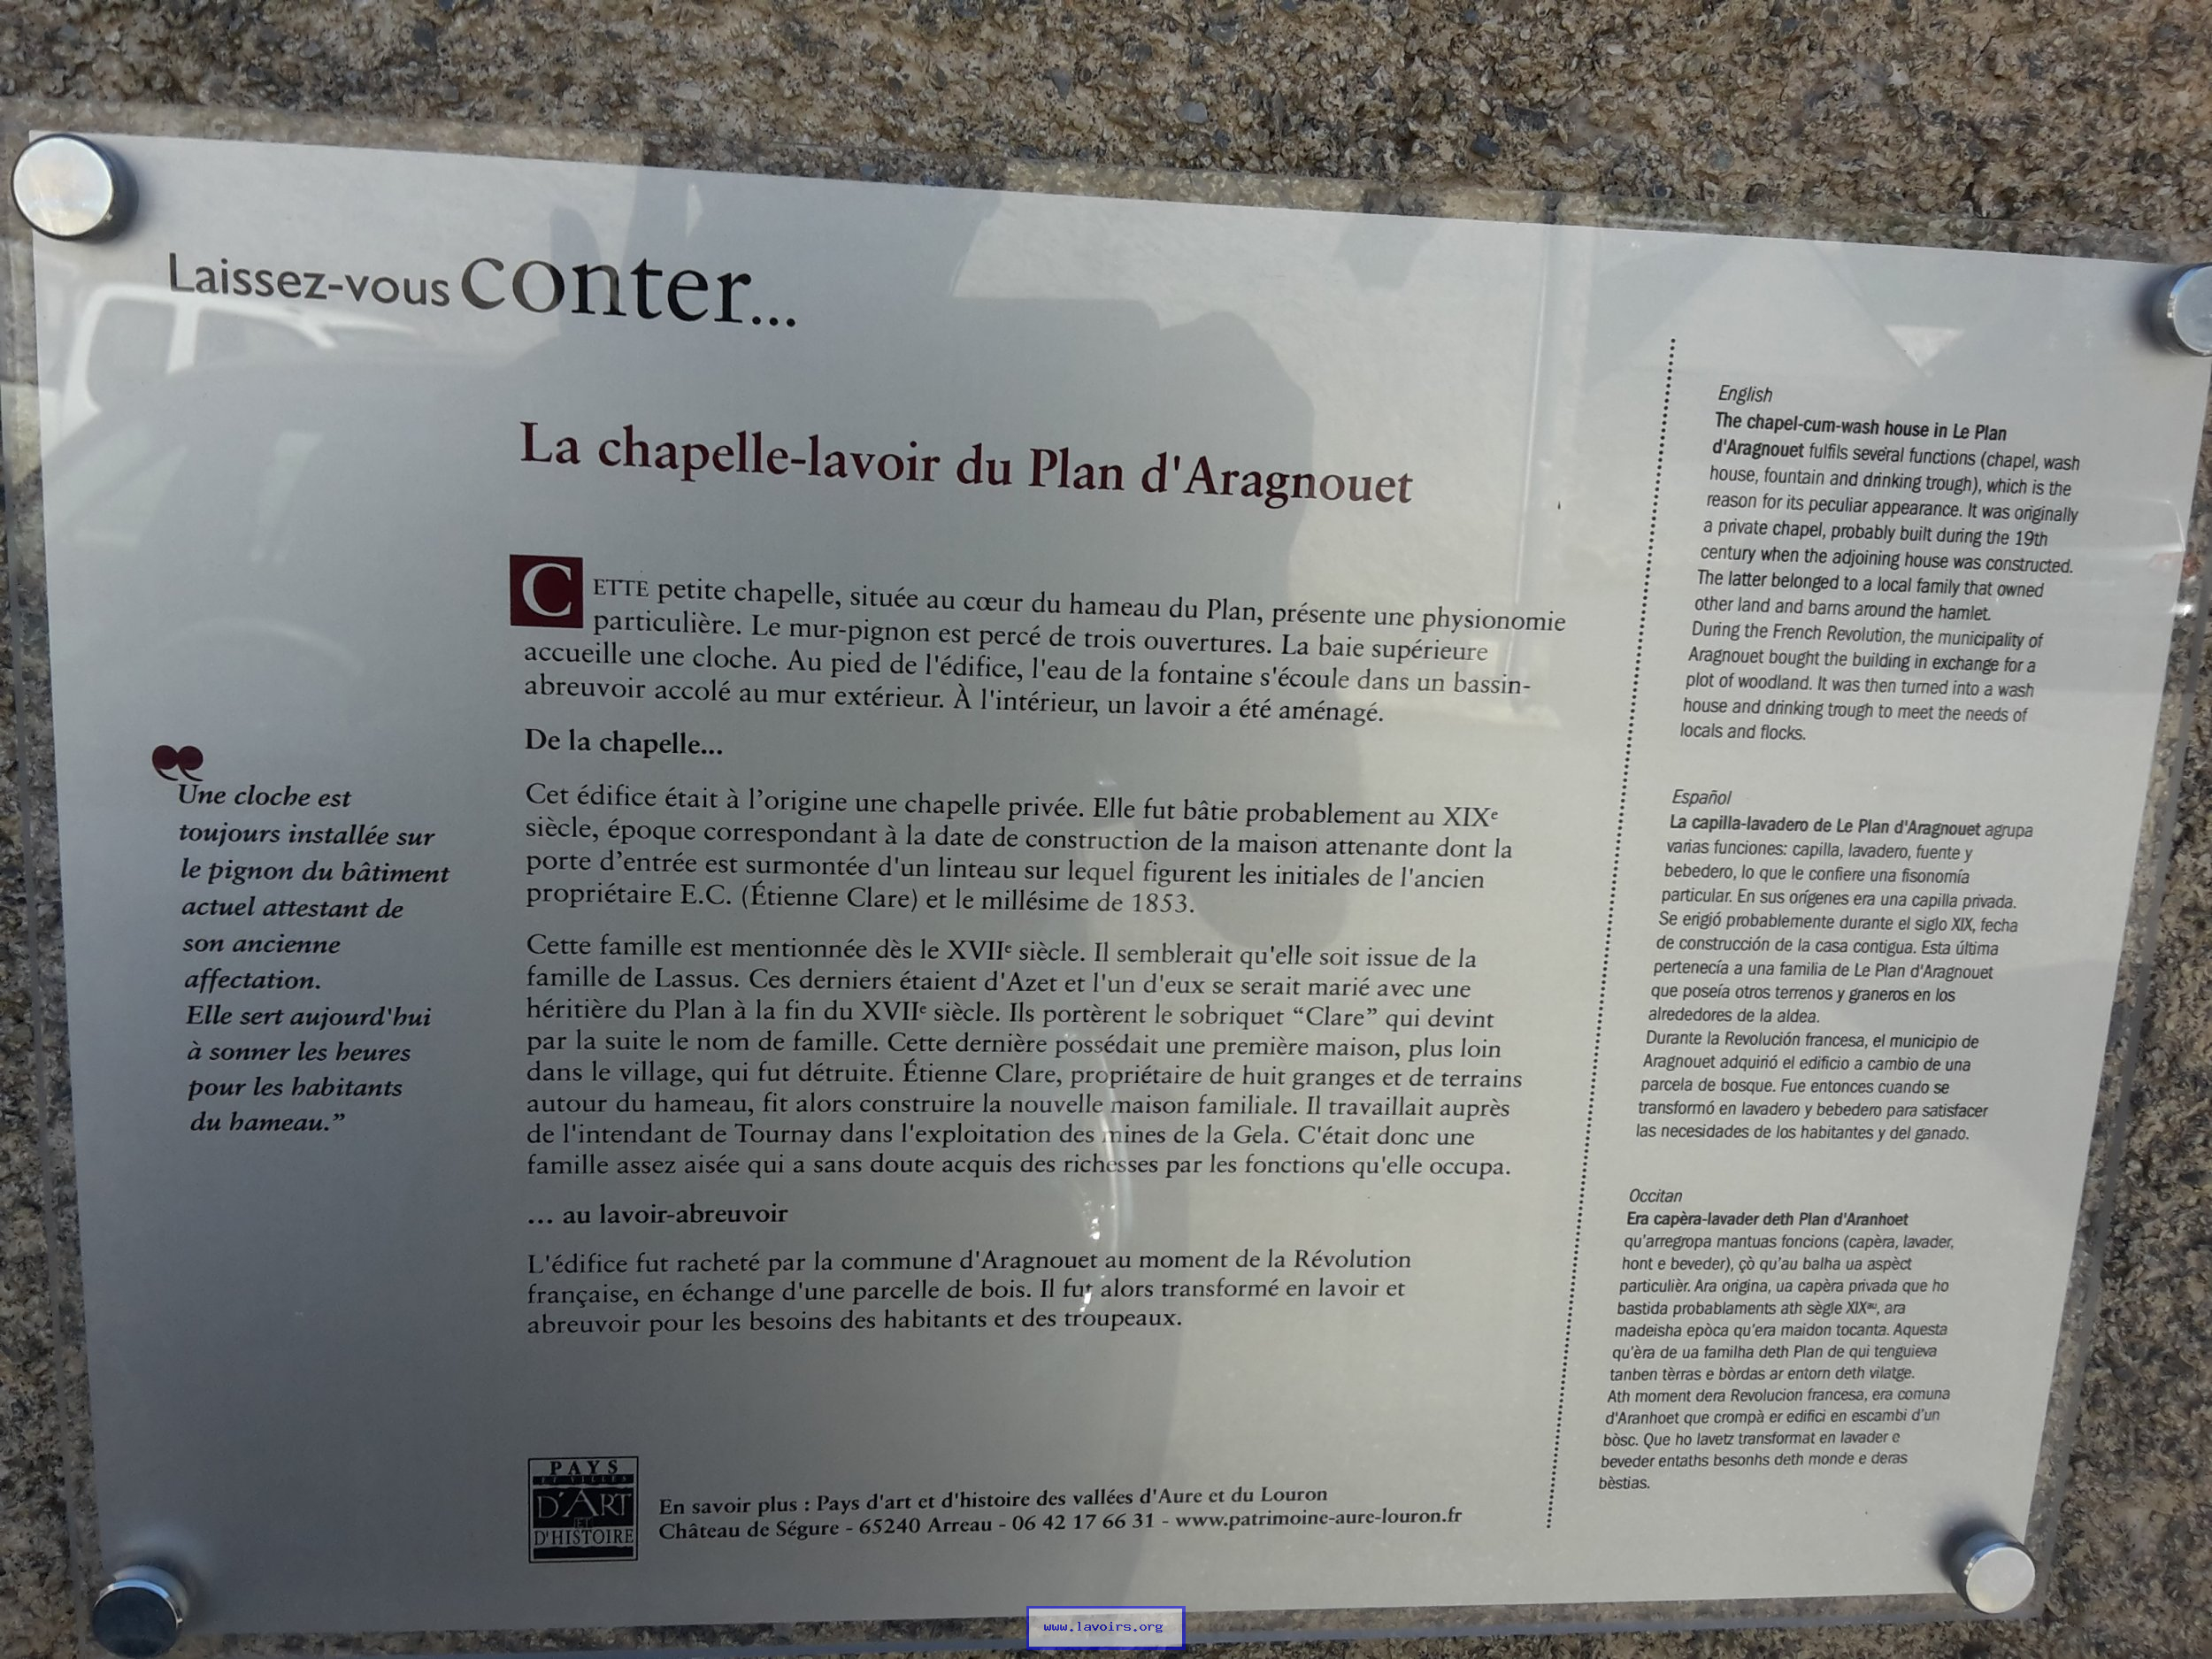 Laissez-vous conter...
La chapelle-lavoir du Plan d'Aragnouet
CETTE petite chapelle, située au cœur du hameau du Plan, présente une physionomie
particulière. Le mur-pignon est percé de trois ouvertures. La baie supérieure
accueille une cloche. Au pied de l'édifice, l'eau de la fontaine s'écoule dans un bassin-
abreuvoir accolé au mur extérieur. À l'intérieur, un lavoir a été aménagé.
De la chapelle...
Cet édifice était à l’origine une chapelle privée. Elle fut bâtie probablement au XIXe
siècle, époque correspondant à la date de construction de la maison attenante dont la
porte d’entrée est surmontée d'un linteau sur lequel figurent les initiales de l'ancien
propriétaire E.C. (Étienne Clare) et le millésime de 1853.
Cette famille est mentionnée dès le XVIIe siècle. Il semblerait qu'elle soit issue de la
famille de Lassus. Ces derniers étaient d'Azet et l'un d'eux se serait marié avec une
héritière du Plan à la fin du XVIIe siècle. Ils portèrent le sobriquet “Clare” qui devint
par la suite le nom de famille. Cette dernière possédait une première maison, plus loin
dans le village, qui fut détruite. Étienne Clare, propriétaire de huit granges et de terrains
autour du hameau, fit alors construire la nouvelle maison familiale. Il travaillait auprès
de l'intendant de Tournay dans l'exploitation des mines de la Gela. C'était donc une
famille assez aisée qui a sans doute acquis des richesses par les fonctions qu'elle occupa.
... au lavoir-abreuvoir
L'édifice fut racheté par la commune d'Aragnouet au moment de la Révolution
française, en échange d'une parcelle de bois. Il fut alors transformé en lavoir et
abreuvoir pour les besoins des habitants et des troupeaux.
“Une cloche est
toujours installée sur
le pignon du bâtiment
actuel attestant de
son ancienne
affectation.
Elle sert aujourd'hui
à sonner les heures
pour les habitants
du hameau.”
English
The chapel-cum-wash house in Le Plan
d'Aragnouet fulfils several functions (chapel, wash
house, fountain and drinking trough), which is the
reason for its peculiar appearance. It was originally
a private chapel, probably built during the 19th
century when the adjoining house was constructed.
The latter belonged to a local family that owned
other land and barns around the hamlet.
During the French Revolution, the municipality of
Aragnouet bought the building in exchange for a
plot of woodland. It was then turned into a wash
house and drinking trough to meet the needs of
locals and flocks.
Español
La capilla-lavadero de Le Plan d'Aragnouet agrupa
varias funciones: capilla, lavadero, fuente y
bebedero, lo que le confiere una fisonomía
particular. En sus orígenes era una capilla privada.
Se erigió probablemente durante el siglo XIX, fecha
de construcción de la casa contigua. Esta última
pertenecía a una familia de Le Plan d'Aragnouet
que poseía otros terrenos y graneros en los
alrededores de la aldea.
Durante la Revolución francesa, el municipio de
Aragnouet adquirió el edificio a cambio de una
parcela de bosque. Fue entonces cuando se
transformó en lavadero y bebedero para satisfacer
las necesidades de los habitantes y del ganado.
Occitan
Era capèra-lavader deth Plan d'Aranhoet
qu'arregropa mantuas foncions (capèra, lavader,
hont e beveder), çò qu'au balha ua aspèct
particulièr. Ara origina, ua capèra privada que ho
bastida probablaments ath sègle XIXau, ara
madeisha epòca qu'era maidon tocanta. Aquesta
qu'èra de ua familha deth Plan de qui tenguieva
tanben tèrras e bòrdas ar entorn deth vilatge.
Ath moment dera Revolucion francesa, era comuna
d'Aranhoet que crompà er edifici en escambi d'un
bòsc. Que ho lavetz transformat en lavader e
beveder entaths besonhs deth monde e deras
bèstias.
PAYS
ET VILLES
D'ART
ET
D'HISTOIRE
En savoir plus : Pays d'art et d'histoire des vallées d'Aure et du Louron
Château de Ségure - 65240 Arreau - 06 42 17 66 31 - www.patrimoine-aure-louron.fr
www.lavoirs.org